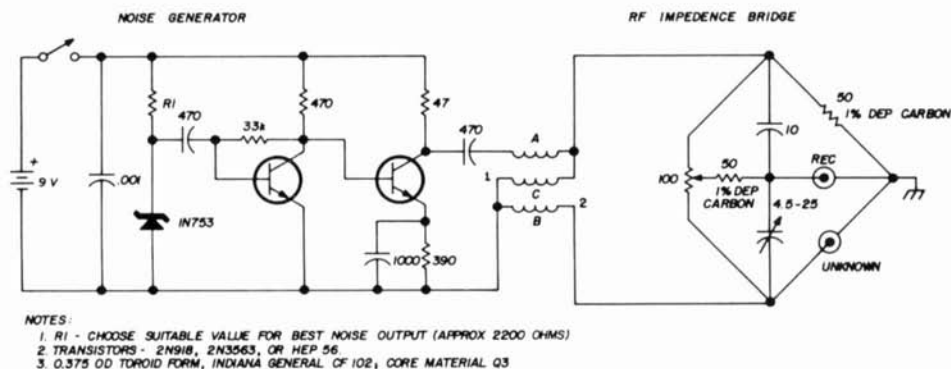 NOISE GENERATOR
RF IMPEDENCE BRIDGE
R1
470
33k
470
47
470
A
1
C
B
2
+
9 V
.001
1N753
1000
390
50
1% DEP CARBON
10
REC
100
50
1% DEP
CARBON
4.5-25
UNKNOWN
NOTES:
1. R1 - CHOOSE SUITABLE VALUE FOR BEST NOISE OUTPUT (APPROX 2200 OHMS)
2. TRANSISTORS - 2N918, 2N3563, OR HEP 56
3. 0.375 OD TOROID FORM, INDIANA GENERAL CF 102, CORE MATERIAL Q3